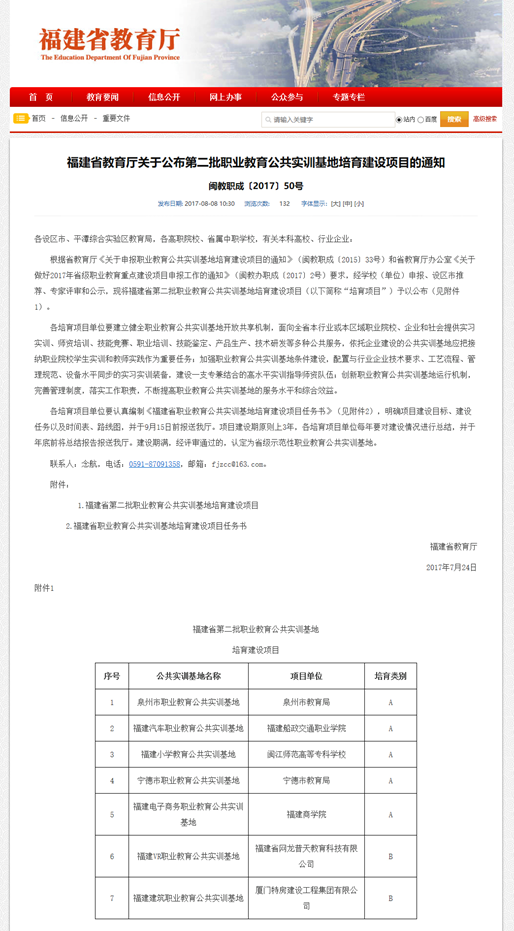 福建省教育厅
The Education Department Of Fujian Province
首 页 教育要闻 信息公开 网上办事 公众参与 专题专栏
首页 - 信息公开 - 重要文件 请输入关键字 站内 百度 搜索 高级搜索
福建省教育厅关于公布第二批职业教育公共实训基地培育建设项目的通知
闽教职成〔2017〕50号
发布日期: 2017-08-08 10:30 浏览次数: 132 字体显示: [大] [中] [小]
各设区市、平潭综合实验区教育局，各高职院校、省属中职学校，有关本科高校、行业企业：
根据省教育厅《关于申报职业教育公共实训基地培育建设项目的通知》（闽教职成〔2015〕33号）和省教育厅办公室《关于
做好2017年省级职业教育重点建设项目申报工作的通知》（闽教办职成〔2017〕2号）要求，经学校（单位）申报、设区市推
荐、专家评审和公示，现将福建省第二批职业教育公共实训基地培育建设项目（以下简称“培育项目”）予以公布（见附件
1）。
各培育项目单位要建立健全职业教育公共实训基地开放共享机制，面向全省本行业或本区域职业院校、企业和社会提供实习
实训、师资培训、技能竞赛、职业培训、技能鉴定、产品生产、技术研发等多种公共服务，依托企业建设的公共实训基地应把接
纳职业院校学生实训和教师实践作为重要任务；加强职业教育公共实训基地条件建设，配置与行业企业技术要求、工艺流程、管
理规范、设备水平同步的实习实训装备，建设一支专兼结合的高水平实训指导师资队伍；创新职业教育公共实训基地运行机制，
完善管理制度，落实工作职责，不断提高职业教育公共实训基地的服务水平和综合效益。
各培育项目单位要认真编制《福建省职业教育公共实训基地培育建设项目任务书》（见附件2），明确项目建设目标、建设
任务以及时间表、路线图，并于9月15日前报送我厅。项目建设期原则上3年，各培育项目单位每年要对建设情况进行总结，并于
年底前将总结报告报送我厅。建设期满，经评审通过的，认定为省级示范性职业教育公共实训基地。
联系人：念航，电话：0591-87091358，邮箱：fjzcc@163.com。
附件：
1.福建省第二批职业教育公共实训基地培育建设项目
2.福建省职业教育公共实训基地培育建设项目任务书
福建省教育厅
2017年7月24日
附件1
福建省第二批职业教育公共实训基地
培育建设项目
序号 公共实训基地名称 项目单位 培育类别
1 泉州市职业教育公共实训基地 泉州市教育局 A
2 福建汽车职业教育公共实训基地 福建船政交通职业学院 A
3 福建小学教育公共实训基地 闽江师范高等专科学校 A
4 宁德市职业教育公共实训基地 宁德市教育局 A
5 福建电子商务职业教育公共实训
基地 福建商学院 A
6 福建VR职业教育公共实训基地 福建省网龙普天教育科技有限
公司 B
7 福建建筑职业教育公共实训基地 厦门特房建设工程集团有限公
司 B